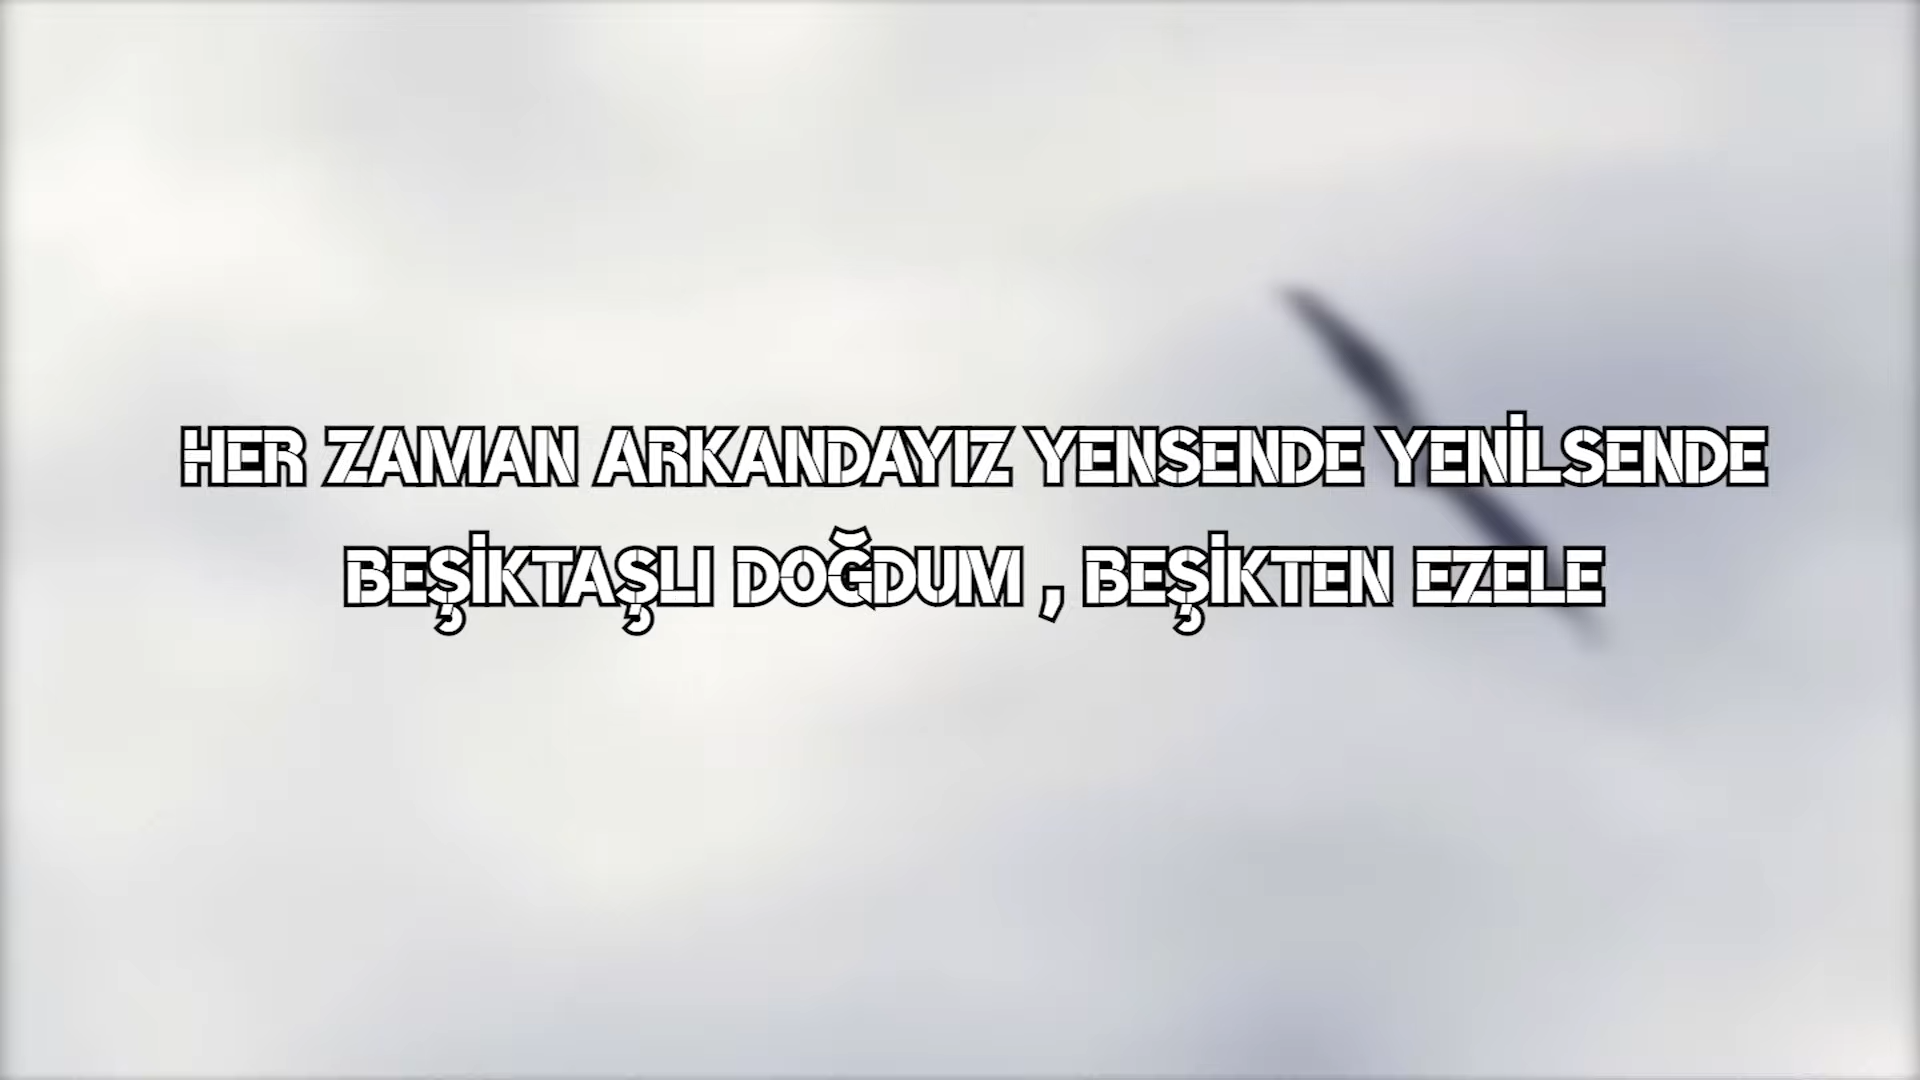 HER ZAMAN ARKANDAYIZ YENSENDE YENİLSENDE
BEŞİKTAŞLI DOĞDUM , BEŞİKTEN EZELE